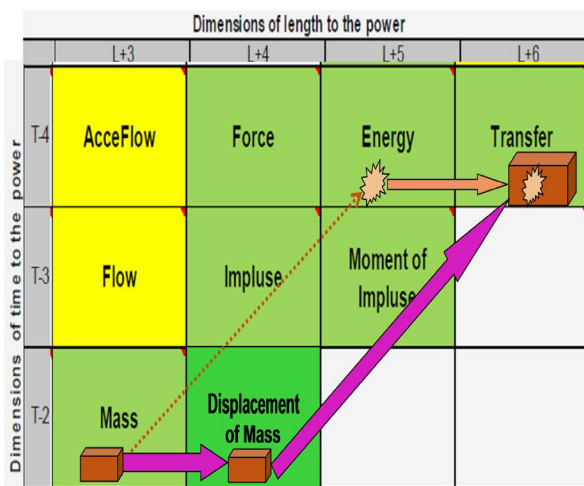 Dimensions of length to the power
L+3 L+4 L+5 L+6
Dimensions of time to the power
T-4 AcceFlow Force Energy Transfer
T-3 Flow Impluse Moment of
Impluse
T-2 Mass Displacement
of Mass